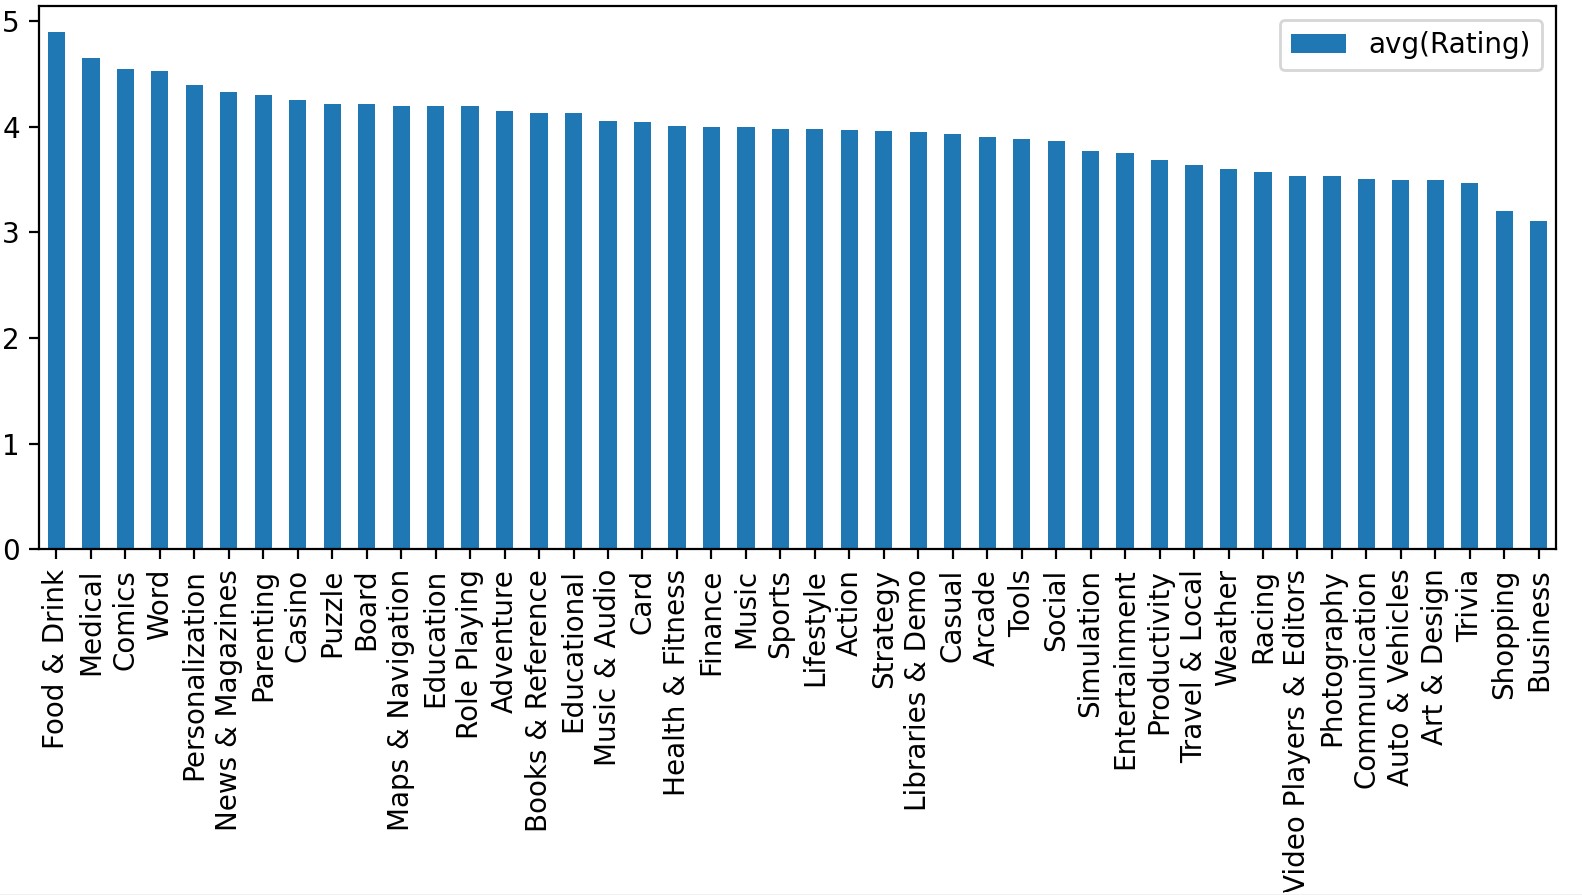 avg(Rating)
5
4
3
2
1
0
Food & Drink
Medical
Comics
Word
Personalization
News & Magazines
Parenting
Casino
Puzzle
Board
Maps & Navigation
Education
Role Playing
Adventure
Books & Reference
Educational
Music & Audio
Card
Health & Fitness
Finance
Music
Sports
Lifestyle
Action
Strategy
Libraries & Demo
Casual
Arcade
Tools
Social
Simulation
Entertainment
Productivity
Travel & Local
Weather
Racing
Video Players & Editors
Photography
Communication
Auto & Vehicles
Art & Design
Trivia
Shopping
Business